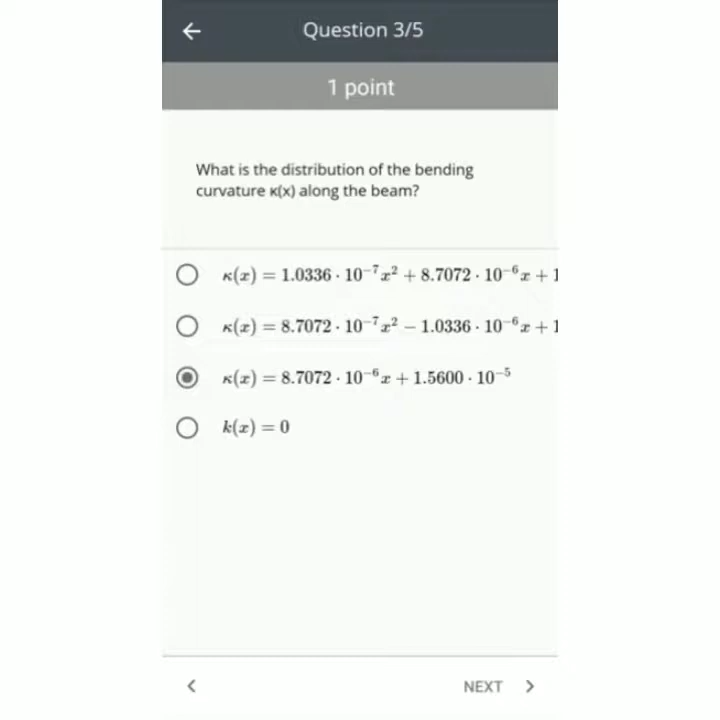 Question 3/5
1 point
What is the distribution of the bending
curvature κ(x) along the beam?
κ(x) = 1.0336 · 10⁻⁷x² + 8.7072 · 10⁻⁶x + 1
κ(x) = 8.7072 · 10⁻⁷x² − 1.0336 · 10⁻⁶x + 1
κ(x) = 8.7072 · 10⁻⁶x + 1.5600 · 10⁻⁵
k(x) = 0
NEXT